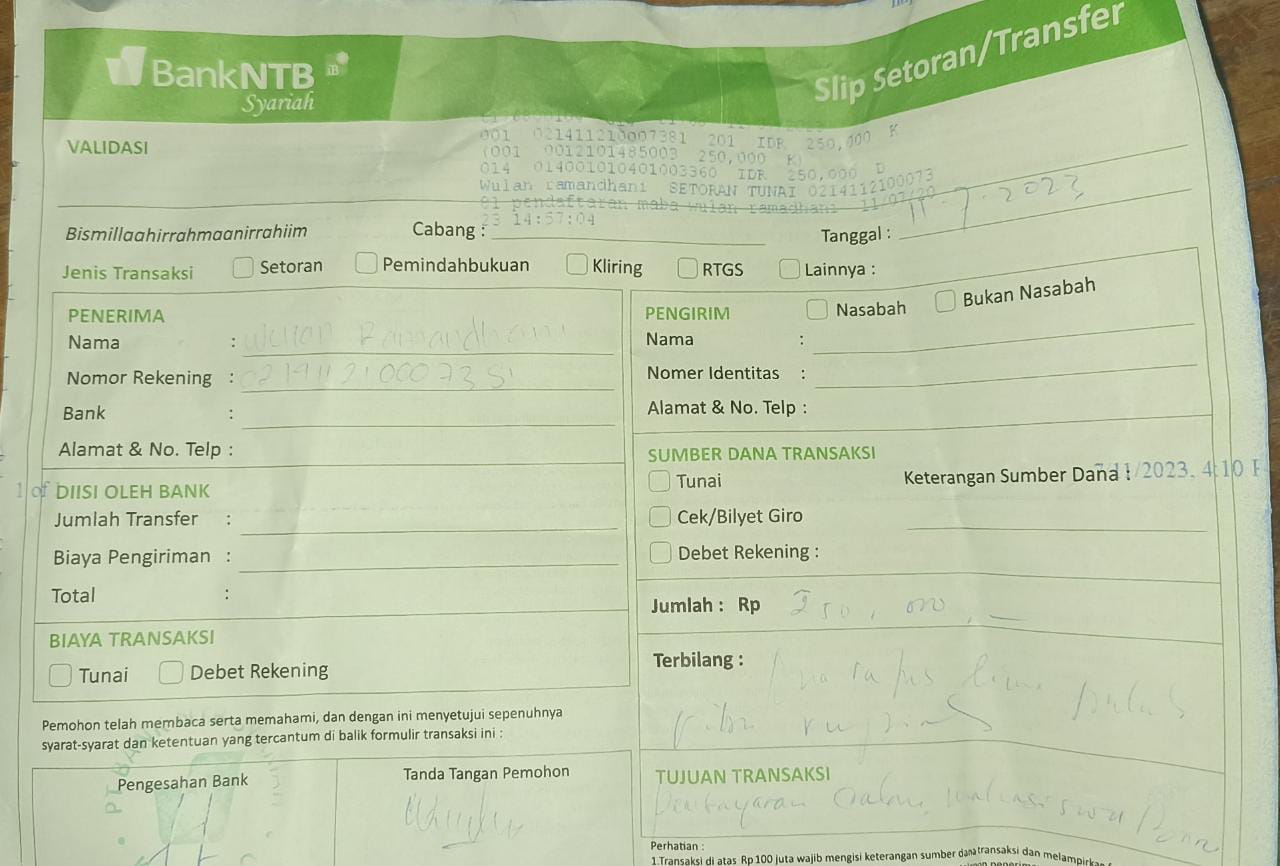 BankNTB iB
Syariah
Slip Setoran/Transfer
VALIDASI
001 021411210007381 201 IDR 250,000 K
(001 0012101485003 250,000 K)
014 014001010401003360 IDR 250,000 D
Wulan ramandhani SETORAN TUNAI 0214112100073
81 pendaftaran maba wulan ramadhani 11/07/20
23 14:57:04
Bismillaahirrahmaanirrahiim
Cabang :
Tanggal : 11-7-2023
Jenis Transaksi Setoran Pemindahbukuan Kliring RTGS Lainnya :
PENERIMA
Nama : Wulan Ramandhani
Nomor Rekening :
Bank :
Alamat & No. Telp :
PENGIRIM Nasabah Bukan Nasabah
Nama :
Nomer Identitas :
Alamat & No. Telp :
1 of
DIISI OLEH BANK
Jumlah Transfer :
Biaya Pengiriman :
Total :
SUMBER DANA TRANSAKSI
Tunai
Keterangan Sumber Dana :
7/11/2023, 4:10 P
Cek/Bilyet Giro
Debet Rekening :
BIAYA TRANSAKSI
Tunai Debet Rekening
Jumlah : Rp 250,000,-
Terbilang : Dua ratus lima puluh
ribu rupiah
Pemohon telah membaca serta memahami, dan dengan ini menyetujui sepenuhnya
syarat-syarat dan ketentuan yang tercantum di balik formulir transaksi ini :
Pengesahan Bank
Tanda Tangan Pemohon
TUJUAN TRANSAKSI
Pembayaran Calon mahasiswa
Perhatian :
1.Transaksi di atas Rp100 juta wajib mengisi keterangan sumber dana transaksi dan melampirkan